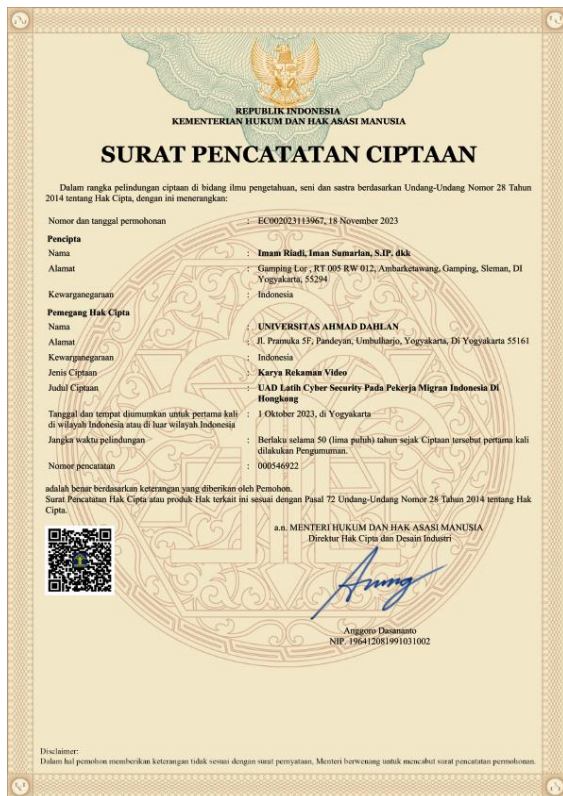 REPUBLIK INDONESIA
KEMENTERIAN HUKUM DAN HAK ASASI MANUSIA
SURAT PENCATATAN CIPTAAN
Dalam rangka pelindungan ciptaan di bidang ilmu pengetahuan, seni dan sastra berdasarkan Undang-Undang Nomor 28 Tahun
2014 tentang Hak Cipta, dengan ini menerangkan:
Nomor dan tanggal permohonan : EC002023113967, 18 November 2023
Pencipta
Nama : Imam Riadi, Iman Sumarlan, S.IP, dkk
Alamat : Gamping Lor , RT 005 RW 012, Ambarketawang, Gamping, Sleman, DI
Yogyakarta, 55294
Kewarganegaraan : Indonesia
Pemegang Hak Cipta
Nama : UNIVERSITAS AHMAD DAHLAN
Alamat : Jl. Pramuka 5F, Pandeyan, Umbulharjo, Yogyakarta, Di Yogyakarta 55161
Kewarganegaraan : Indonesia
Jenis Ciptaan : Karya Rekaman Video
Judul Ciptaan : UAD Latih Cyber Security Pada Pekerja Migran Indonesia Di
Hongkong
Tanggal dan tempat diumumkan untuk pertama kali : 1 Oktober 2023, di Yogyakarta
di wilayah Indonesia atau di luar wilayah Indonesia
Jangka waktu pelindungan : Berlaku selama 50 (lima puluh) tahun sejak Ciptaan tersebut pertama kali
dilakukan Pengumuman.
Nomor pencatatan : 000546922
adalah benar berdasarkan keterangan yang diberikan oleh Pemohon.
Surat Pencatatan Hak Cipta atau produk Hak terkait ini sesuai dengan Pasal 72 Undang-Undang Nomor 28 Tahun 2014 tentang Hak
Cipta.
a.n. MENTERI HUKUM DAN HAK ASASI MANUSIA
Direktur Hak Cipta dan Desain Industri
Anggoro Dasananto
NIP. 196412081991031002
Disclaimer:
Dalam hal pemohon memberikan keterangan tidak sesuai dengan surat pernyataan, Menteri berwenang untuk mencabut surat pencatatan permohonan.